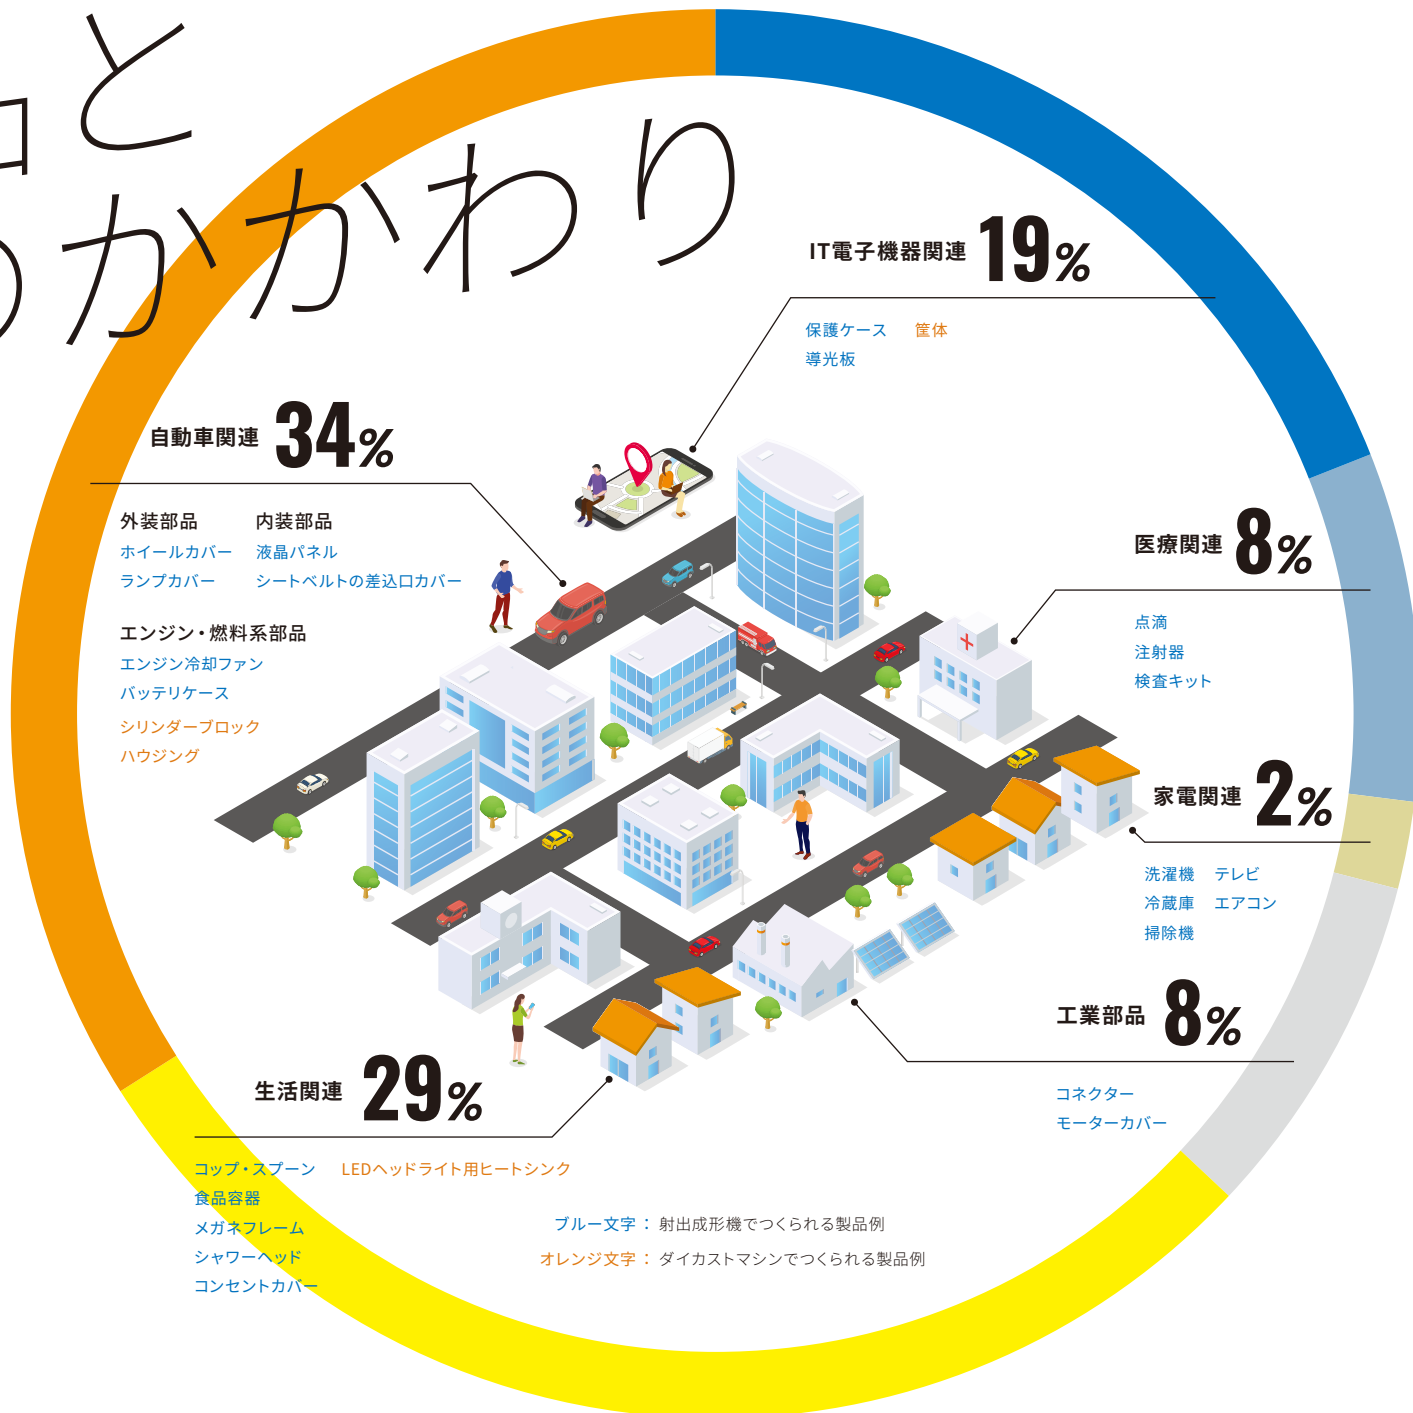 と
かかわり
IT電子機器関連 19%
保護ケース 筐体
導光板
自動車関連 34%
外装部品 内装部品
ホイールカバー 液晶パネル
ランプカバー シートベルトの差込口カバー
エンジン・燃料系部品
エンジン冷却ファン
バッテリケース
シリンダーブロック
ハウジング
医療関連 8%
点滴
注射器
検査キット
家電関連 2%
洗濯機 テレビ
冷蔵庫 エアコン
掃除機
工業部品 8%
コネクター
モーターカバー
生活関連 29%
コップ・スプーン LEDヘッドライト用ヒートシンク
食品容器
メガネフレーム
シャワーヘッド
コンセントカバー
ブルー文字：射出成形機でつくられる製品例
オレンジ文字：ダイカストマシンでつくられる製品例